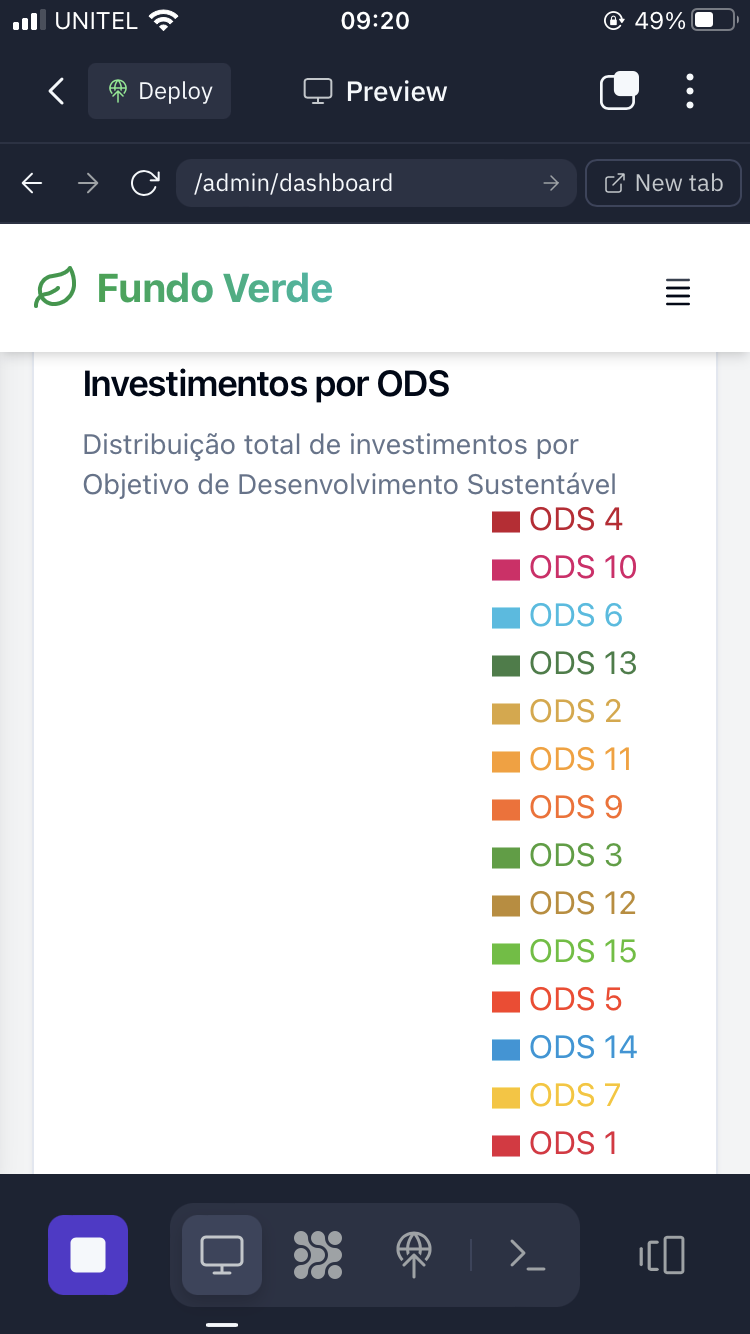 UNITEL
09:20
49%
Deploy
Preview
/admin/dashboard
New tab
Fundo Verde
Investimentos por ODS
Distribuição total de investimentos por
Objetivo de Desenvolvimento Sustentável
ODS 4
ODS 10
ODS 6
ODS 13
ODS 2
ODS 11
ODS 9
ODS 3
ODS 12
ODS 15
ODS 5
ODS 14
ODS 7
ODS 1